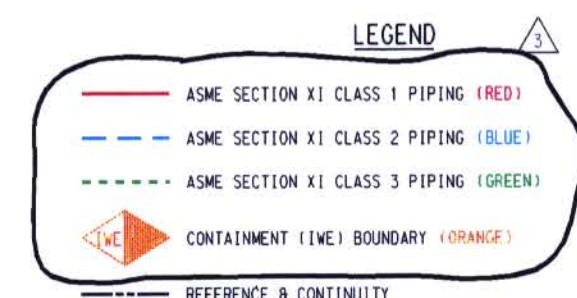 LEGEND
3
ASME SECTION XI CLASS 1 PIPING (RED)
ASME SECTION XI CLASS 2 PIPING (BLUE)
ASME SECTION XI CLASS 3 PIPING (GREEN)
IWE CONTAINMENT (IWE) BOUNDARY (ORANGE)
REFERENCE & CONTINUITY